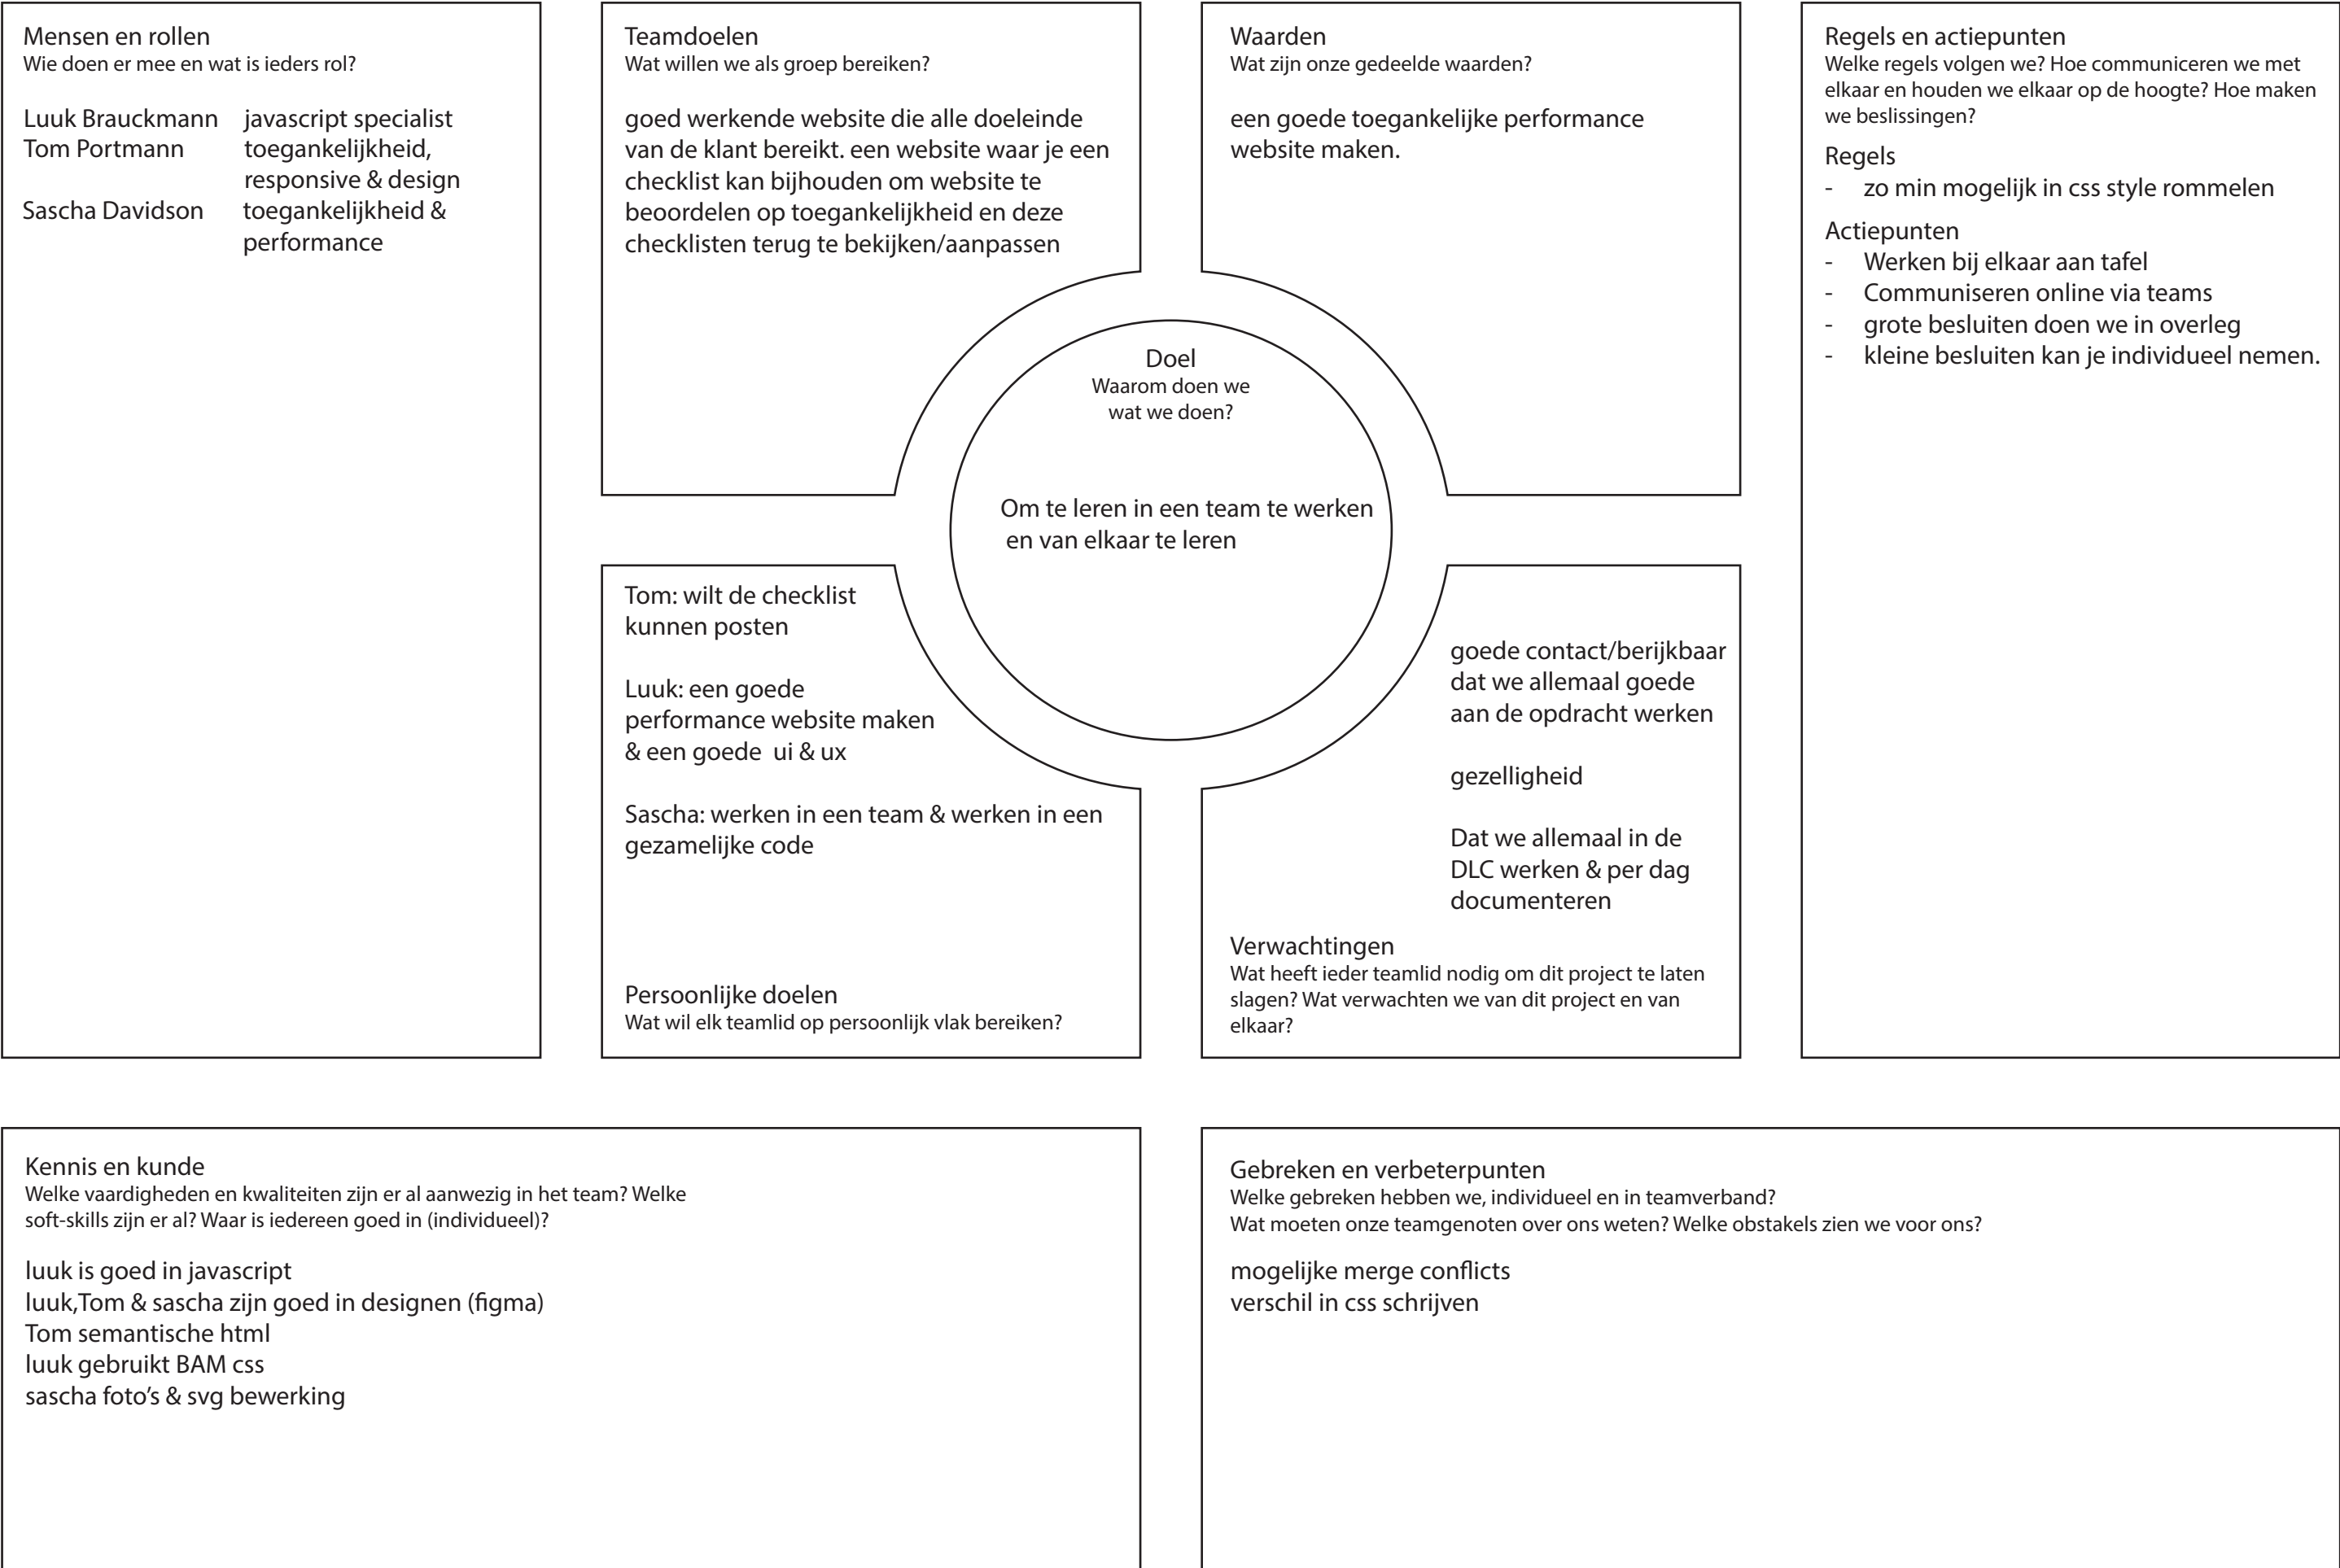 Mensen en rollen
Wie doen er mee en wat is ieders rol?
Luuk Brauckmann javascript specialist
Tom Portmann toegankelijkheid,
responsive & design
Sascha Davidson toegankelijkheid &
performance
Teamdoelen
Wat willen we als groep bereiken?
goed werkende website die alle doeleinde
van de klant bereikt. een website waar je een
checklist kan bijhouden om website te
beoordelen op toegankelijkheid en deze
checklisten terug te bekijken/aanpassen
Waarden
Wat zijn onze gedeelde waarden?
een goede toegankelijke performance
website maken.
Regels en actiepunten
Welke regels volgen we? Hoe communiceren we met
elkaar en houden we elkaar op de hoogte? Hoe maken
we beslissingen?
Regels
- zo min mogelijk in css style rommelen
Actiepunten
- Werken bij elkaar aan tafel
- Communiseren online via teams
- grote besluiten doen we in overleg
- kleine besluiten kan je individueel nemen.
Doel
Waarom doen we
wat we doen?
Om te leren in een team te werken
en van elkaar te leren
Tom: wilt de checklist
kunnen posten
Luuk: een goede
performance website maken
& een goede ui & ux
Sascha: werken in een team & werken in een
gezamelijke code
Persoonlijke doelen
Wat wil elk teamlid op persoonlijk vlak bereiken?
goede contact/berijkbaar
dat we allemaal goede
aan de opdracht werken
gezelligheid
Dat we allemaal in de
DLC werken & per dag
documenteren
Verwachtingen
Wat heeft ieder teamlid nodig om dit project te laten
slagen? Wat verwachten we van dit project en van
elkaar?
Kennis en kunde
Welke vaardigheden en kwaliteiten zijn er al aanwezig in het team? Welke
soft-skills zijn er al? Waar is iedereen goed in (individueel)?
luuk is goed in javascript
luuk,Tom & sascha zijn goed in designen (figma)
Tom semantische html
luuk gebruikt BAM css
sascha foto's & svg bewerking
Gebreken en verbeterpunten
Welke gebreken hebben we, individueel en in teamverband?
Wat moeten onze teamgenoten over ons weten? Welke obstakels zien we voor ons?
mogelijke merge conflicts
verschil in css schrijven